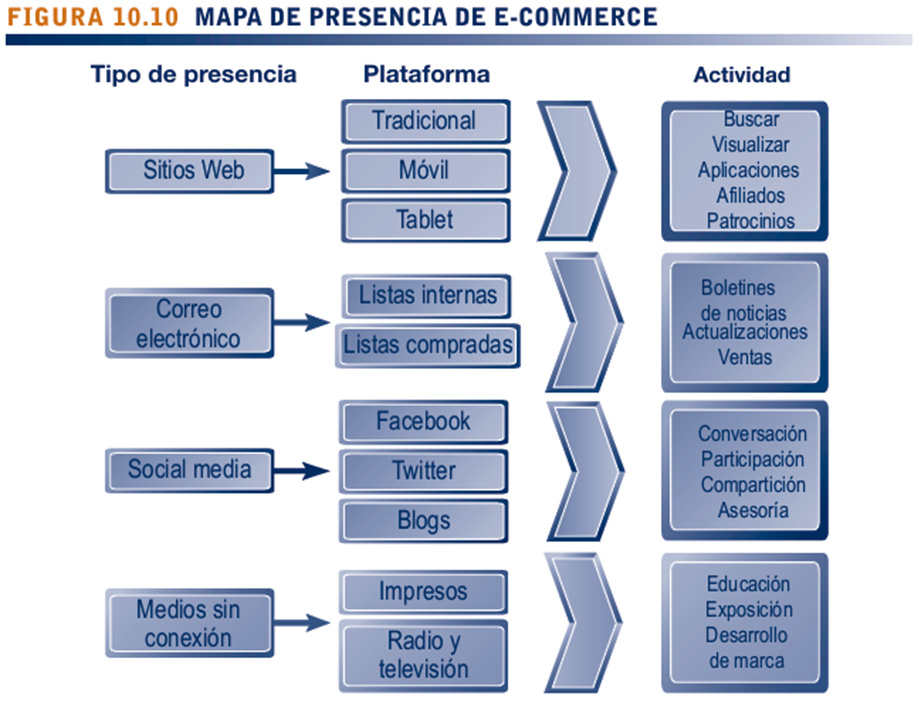 FIGURA 10.10 MAPA DE PRESENCIA DE E-COMMERCE
Tipo de presencia
Plataforma
Actividad
Sitios Web
Tradicional
Móvil
Tablet
Buscar
Visualizar
Aplicaciones
Afiliados
Patrocinios
Correo
electrónico
Listas internas
Listas compradas
Boletines
de noticias
Actualizaciones
Ventas
Social media
Facebook
Twitter
Blogs
Conversación
Participación
Compartición
Asesoría
Medios sin
conexión
Impresos
Radio y
televisión
Educación
Exposición
Desarrollo
de marca